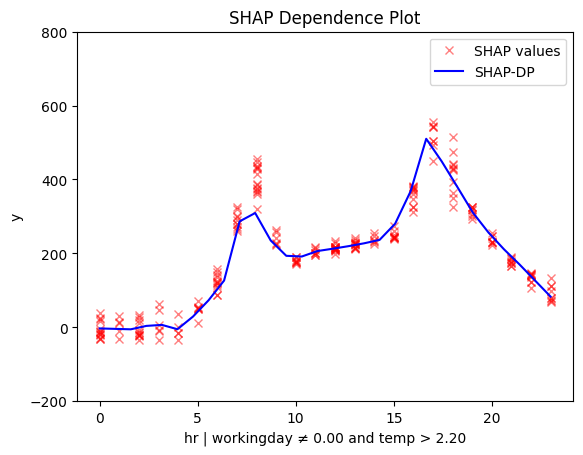 SHAP Dependence Plot
SHAP values
SHAP-DP
800
600
400
200
0
−200
y
0 5 10 15 20
hr | workingday ≠ 0.00 and temp > 2.20